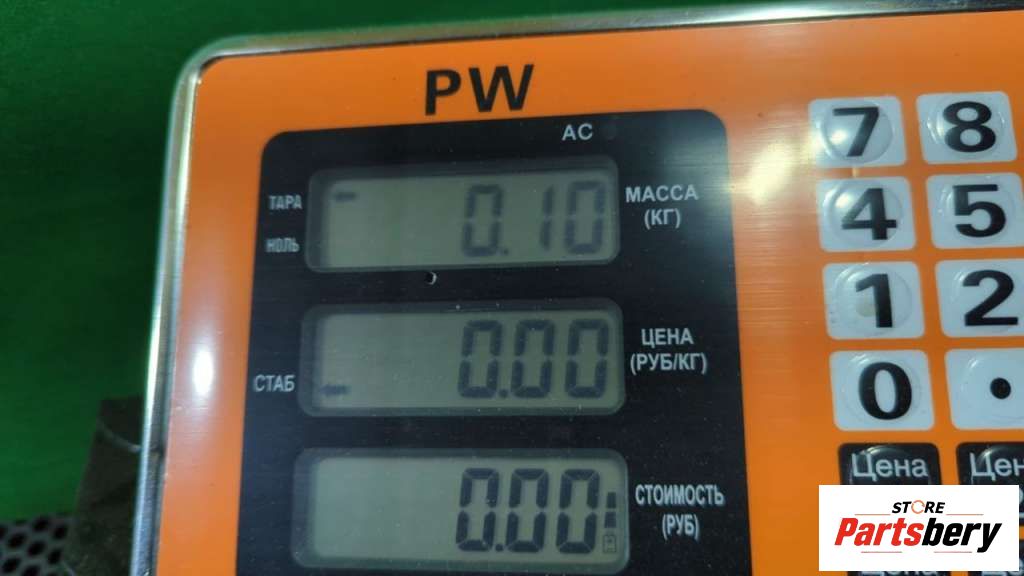 PW
AC
ТАРА
НОЛЬ
0.10
МАССА
(КГ)
СТАБ
0.00
ЦЕНА
(РУБ/КГ)
0.00
СТОИМОСТЬ
(РУБ)
7 8
4 5
1 2
0 .
Цена
STORE
Partsbery